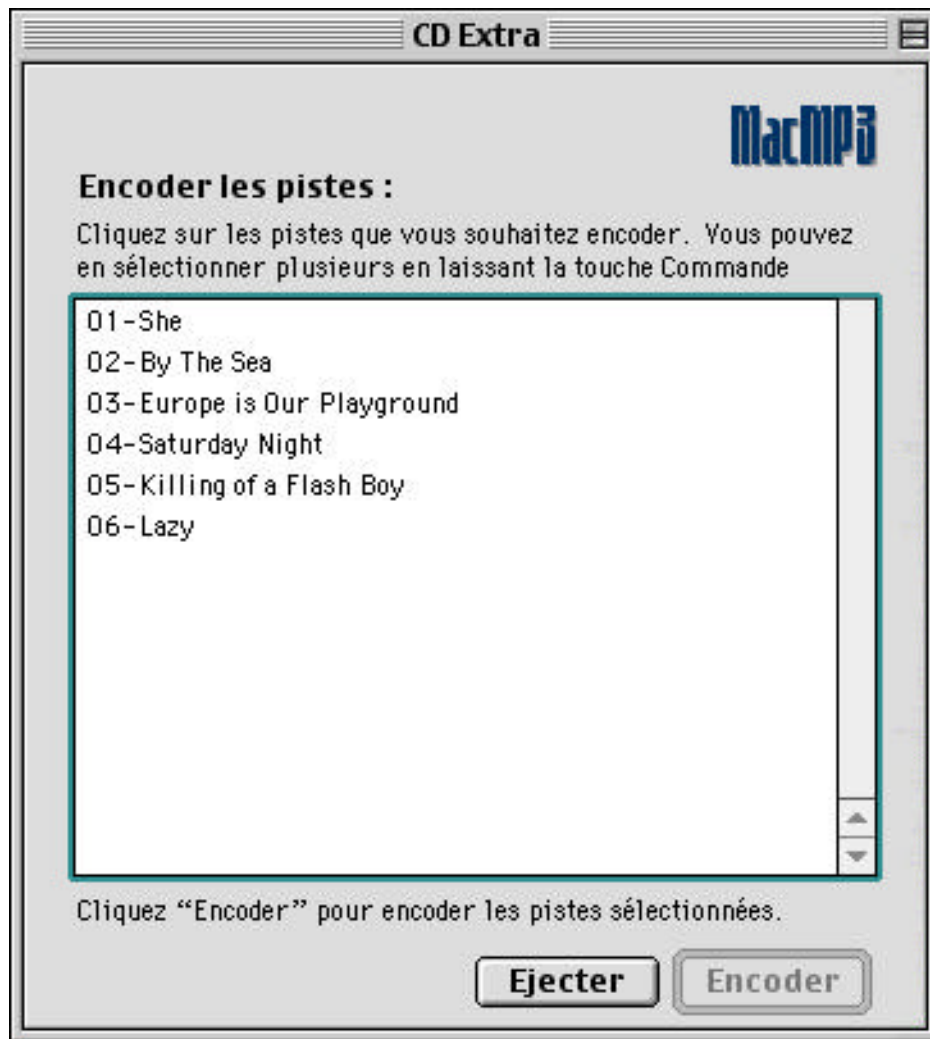 CD Extra
MacMP3
Encoder les pistes :
Cliquez sur les pistes que vous souhaitez encoder. Vous pouvez
en sélectionner plusieurs en laissant la touche Commande
01-She
02-By The Sea
03-Europe is Our Playground
04-Saturday Night
05-Killing of a Flash Boy
06-Lazy
Cliquez “Encoder” pour encoder les pistes sélectionnées.
Ejecter
Encoder